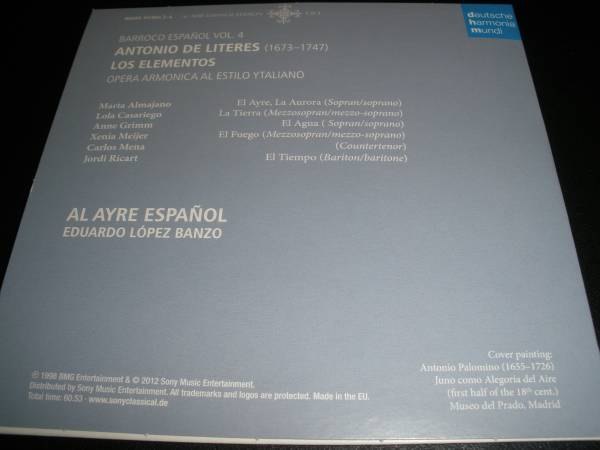 deutsche
harmonia
mundi
BARROCO ESPAÑOL VOL. 4
ANTONIO DE LITERES (1673–1747)
LOS ELEMENTOS
OPERA ARMONICA AL ESTILO YTALIANO
Marta Almajano El Ayre, La Aurora (Sopran/soprano)
Lola Casariego La Tierra (Mezzosopran/mezzo-soprano)
Anne Grimm El Agua ( Sopran/soprano)
Xenia Meijer El Fuego (Mezzosopran/mezzo-soprano)
Carlos Mena (Countertenor)
Jordi Ricart El Tiempo (Bariton/baritone)
AL AYRE ESPAÑOL
EDUARDO LÓPEZ BANZO
℗ 1998 BMG Entertainment & © 2012 Sony Music Entertainment.
Distributed by Sony Music Entertainment. All trademarks and logos are protected. Made in the EU.
Total time: 60.53 · www.sonyclassical.de
Cover painting:
Antonio Palomino (1655–1726)
Juno como Alegoria del Aire
(first half of the 18th cent.)
Museo del Prado, Madrid